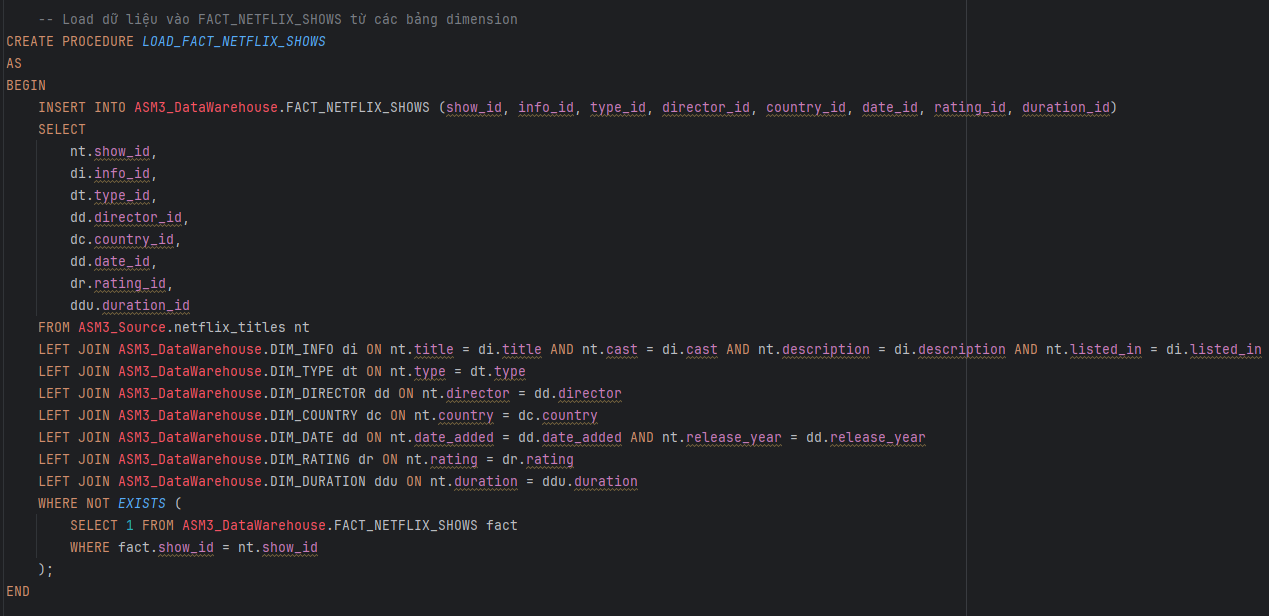 -- Load dữ liệu vào FACT_NETFLIX_SHOWS từ các bảng dimension
CREATE PROCEDURE LOAD_FACT_NETFLIX_SHOWS
AS
BEGIN
INSERT INTO ASM3_DataWarehouse.FACT_NETFLIX_SHOWS (show_id, info_id, type_id, director_id, country_id, date_id, rating_id, duration_id)
SELECT
nt.show_id,
di.info_id,
dt.type_id,
dd.director_id,
dc.country_id,
dd.date_id,
dr.rating_id,
ddu.duration_id
FROM ASM3_Source.netflix_titles nt
LEFT JOIN ASM3_DataWarehouse.DIM_INFO di ON nt.title = di.title AND nt.cast = di.cast AND nt.description = di.description AND nt.listed_in = di.listed_in
LEFT JOIN ASM3_DataWarehouse.DIM_TYPE dt ON nt.type = dt.type
LEFT JOIN ASM3_DataWarehouse.DIM_DIRECTOR dd ON nt.director = dd.director
LEFT JOIN ASM3_DataWarehouse.DIM_COUNTRY dc ON nt.country = dc.country
LEFT JOIN ASM3_DataWarehouse.DIM_DATE dd ON nt.date_added = dd.date_added AND nt.release_year = dd.release_year
LEFT JOIN ASM3_DataWarehouse.DIM_RATING dr ON nt.rating = dr.rating
LEFT JOIN ASM3_DataWarehouse.DIM_DURATION ddu ON nt.duration = ddu.duration
WHERE NOT EXISTS (
SELECT 1 FROM ASM3_DataWarehouse.FACT_NETFLIX_SHOWS fact
WHERE fact.show_id = nt.show_id
);
END